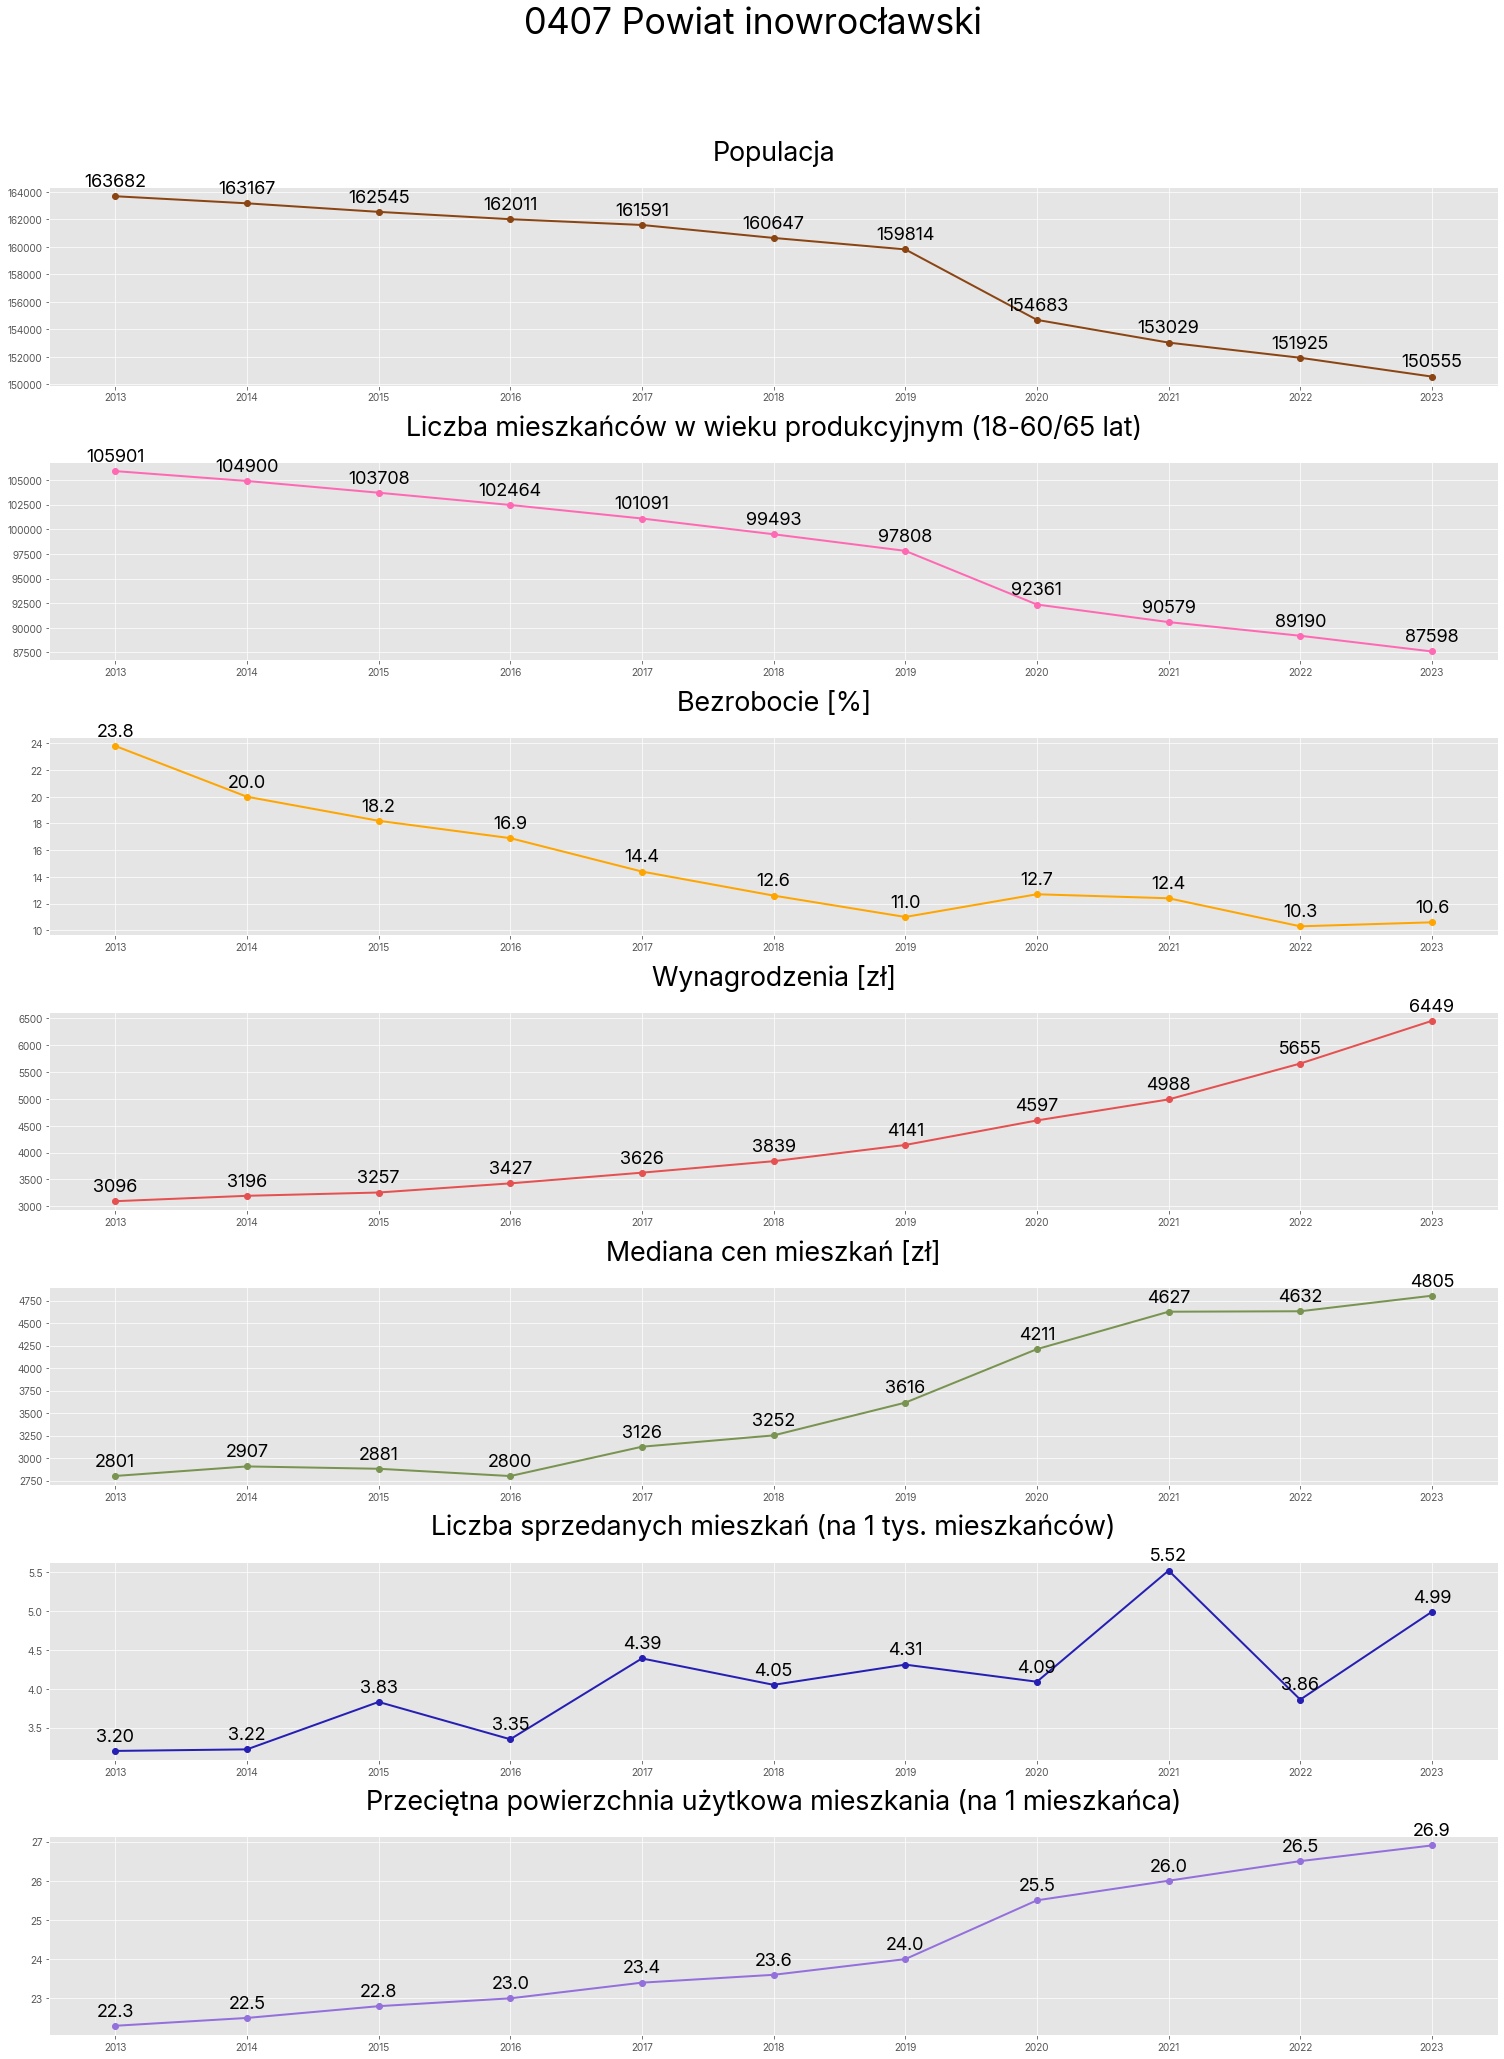 0407 Powiat inowrocławski
Populacja
163682 163167 162545 162011 161591 160647 159814 154683 153029 151925 150555
164000
162000
160000
158000
156000
154000
152000
150000
2013 2014 2015 2016 2017 2018 2019 2020 2021 2022 2023
Liczba mieszkańców w wieku produkcyjnym (18-60/65 lat)
105901 104900 103708 102464 101091 99493 97808 92361 90579 89190 87598
105000
102500
100000
97500
95000
92500
90000
87500
2013 2014 2015 2016 2017 2018 2019 2020 2021 2022 2023
Bezrobocie [%]
23.8 20.0 18.2 16.9 14.4 12.6 11.0 12.7 12.4 10.3 10.6
24
22
20
18
16
14
12
10
2013 2014 2015 2016 2017 2018 2019 2020 2021 2022 2023
Wynagrodzenia [zł]
3096 3196 3257 3427 3626 3839 4141 4597 4988 5655 6449
6500
6000
5500
5000
4500
4000
3500
3000
2013 2014 2015 2016 2017 2018 2019 2020 2021 2022 2023
Mediana cen mieszkań [zł]
2801 2907 2881 2800 3126 3252 3616 4211 4627 4632 4805
4750
4500
4250
4000
3750
3500
3250
3000
2750
2013 2014 2015 2016 2017 2018 2019 2020 2021 2022 2023
Liczba sprzedanych mieszkań (na 1 tys. mieszkańców)
3.20 3.22 3.83 3.35 4.39 4.05 4.31 4.09 5.52 3.86 4.99
5.5
5.0
4.5
4.0
3.5
2013 2014 2015 2016 2017 2018 2019 2020 2021 2022 2023
Przeciętna powierzchnia użytkowa mieszkania (na 1 mieszkańca)
22.3 22.5 22.8 23.0 23.4 23.6 24.0 25.5 26.0 26.5 26.9
27
26
25
24
23
2013 2014 2015 2016 2017 2018 2019 2020 2021 2022 2023